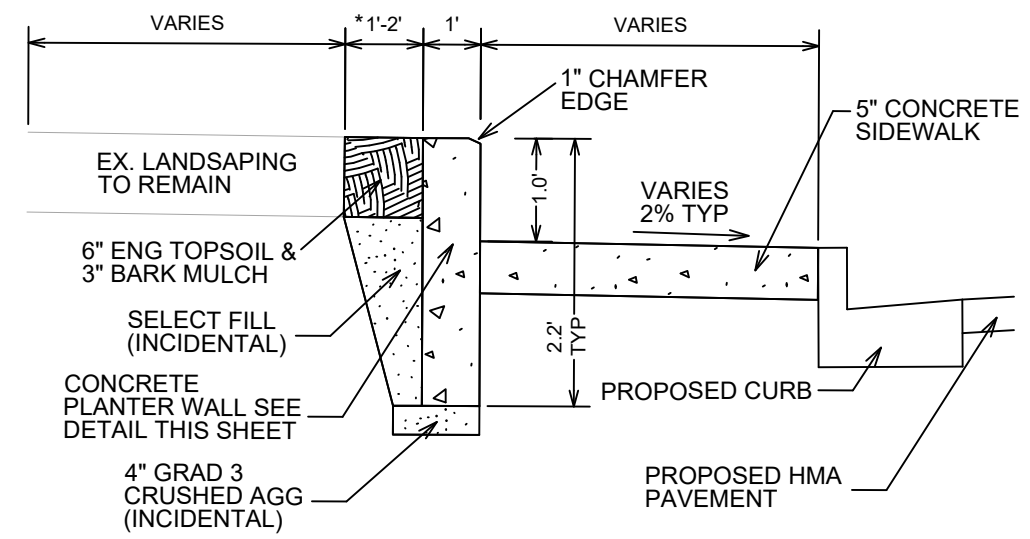 VARIES
*1'-2'
1'
VARIES
1" CHAMFER
EDGE
5" CONCRETE
SIDEWALK
EX. LANDSAPING
TO REMAIN
1.0'
VARIES
2% TYP
6" ENG TOPSOIL &
3" BARK MULCH
SELECT FILL
(INCIDENTAL)
2.2'
TYP
CONCRETE
PLANTER WALL SEE
DETAIL THIS SHEET
PROPOSED CURB
4" GRAD 3
CRUSHED AGG
(INCIDENTAL)
PROPOSED HMA
PAVEMENT